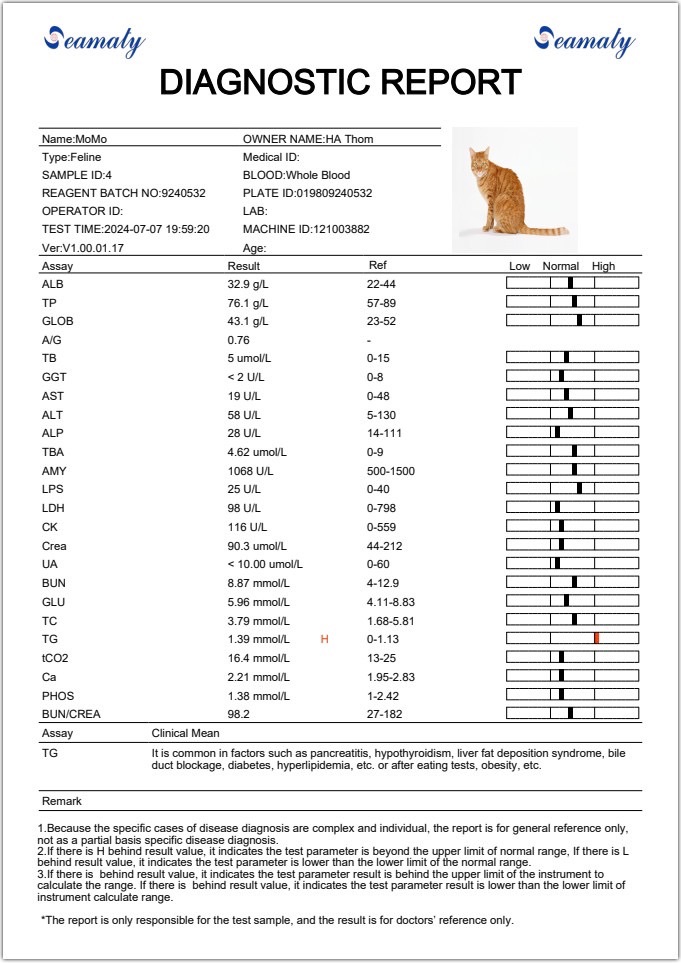 Seamaty Seamaty
DIAGNOSTIC REPORT
Name:MoMo OWNER NAME:HA Thom
Type:Feline Medical ID:
SAMPLE ID:4 BLOOD:Whole Blood
REAGENT BATCH NO:9240532 PLATE ID:019809240532
OPERATOR ID: LAB:
TEST TIME:2024-07-07 19:59:20 MACHINE ID:121003882
Ver:V1.00.01.17 Age:
Assay Result Ref Low Normal High
ALB 32.9 g/L 22-44
TP 76.1 g/L 57-89
GLOB 43.1 g/L 23-52
A/G 0.76 -
TB 5 umol/L 0-15
GGT < 2 U/L 0-8
AST 19 U/L 0-48
ALT 58 U/L 5-130
ALP 28 U/L 14-111
TBA 4.62 umol/L 0-9
AMY 1068 U/L 500-1500
LPS 25 U/L 0-40
LDH 98 U/L 0-798
CK 116 U/L 0-559
Crea 90.3 umol/L 44-212
UA < 10.00 umol/L 0-60
BUN 8.87 mmol/L 4-12.9
GLU 5.96 mmol/L 4.11-8.83
TC 3.79 mmol/L 1.68-5.81
TG 1.39 mmol/L H 0-1.13
tCO2 16.4 mmol/L 13-25
Ca 2.21 mmol/L 1.95-2.83
PHOS 1.38 mmol/L 1-2.42
BUN/CREA 98.2 27-182
Assay Clinical Mean
TG It is common in factors such as pancreatitis, hypothyroidism, liver fat deposition syndrome, bile
duct blockage, diabetes, hyperlipidemia, etc. or after eating tests, obesity, etc.
Remark
1.Because the specific cases of disease diagnosis are complex and individual, the report is for general reference only,
not as a partial basis specific disease diagnosis.
2.If there is H behind result value, it indicates the test parameter is beyond the upper limit of normal range, If there is L
behind result value, it indicates the test parameter is lower than the lower limit of the normal range.
3.If there is  behind result value, it indicates the test parameter result is behind the upper limit of the instrument to
calculate the range. If there is  behind result value, it indicates the test parameter result is lower than the lower limit of
instrument calculate range.
*The report is only responsible for the test sample, and the result is for doctors' reference only.